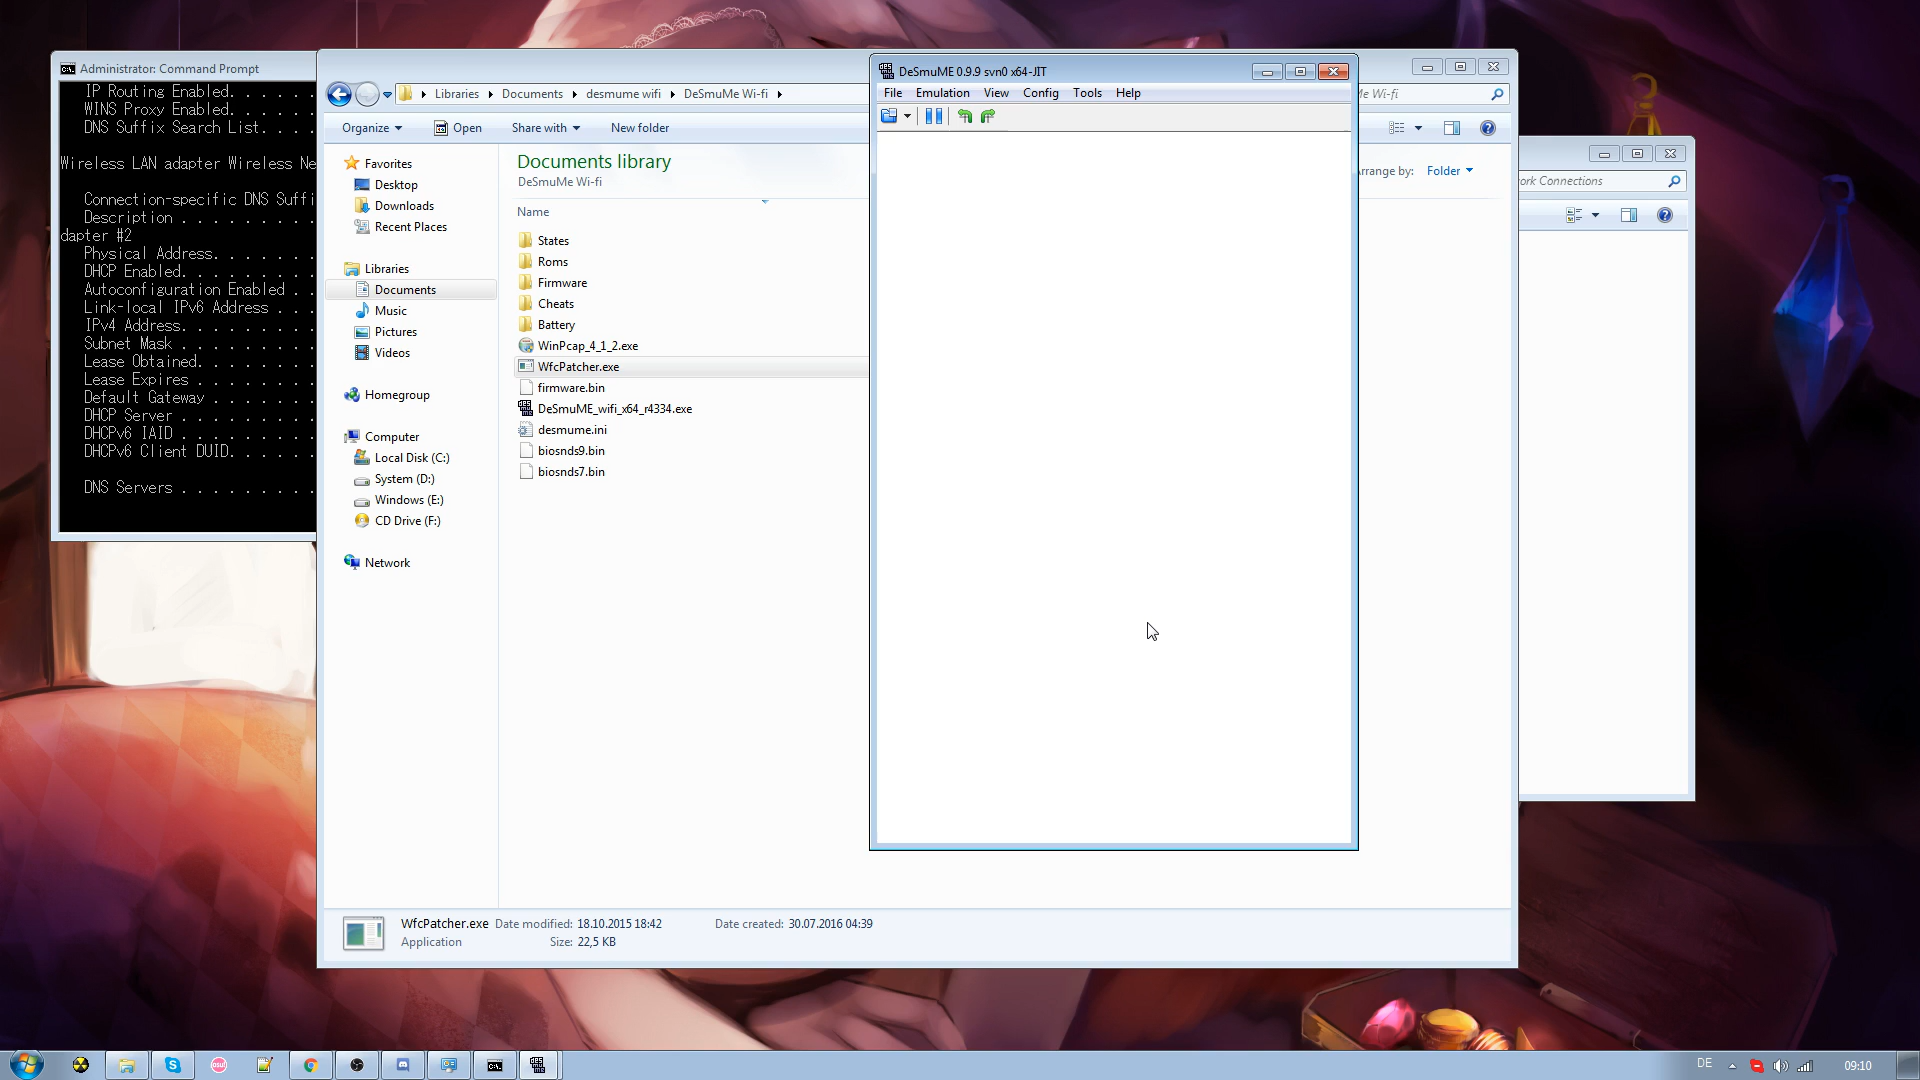 Administrator: Command Prompt
IP Routing Enabled. . . . . . .
WINS Proxy Enabled. . . . . . .
DNS Suffix Search List. . . . .
Wireless LAN adapter Wireless Ne
Connection-specific DNS Suffi
Description . . . . . . . . . .
dapter #2
Physical Address. . . . . . . .
DHCP Enabled. . . . . . . . . .
Autoconfiguration Enabled . .
Link-local IPv6 Address . . .
IPv4 Address. . . . . . . . . .
Subnet Mask . . . . . . . . . .
Lease Obtained. . . . . . . . .
Lease Expires . . . . . . . . .
Default Gateway . . . . . . . .
DHCP Server . . . . . . . . . .
DHCPv6 IAID . . . . . . . . . .
DHCPv6 Client DUID. . . . . . .
DNS Servers . . . . . . . . . .
Libraries Documents desmume wifi DeSmuMe Wi-fi
Organize Open Share with New folder
Favorites
Desktop
Downloads
Recent Places
Libraries
Documents
Music
Pictures
Videos
Homegroup
Computer
Local Disk (C:)
System (D:)
Windows (E:)
CD Drive (F:)
Network
Documents library
DeSmuMe Wi-fi
Name
States
Roms
Firmware
Cheats
Battery
WinPcap_4_1_2.exe
WfcPatcher.exe
firmware.bin
DeSmuME_wifi_x64_r4334.exe
desmume.ini
biosnds9.bin
biosnds7.bin
DeSmuME 0.9.9 svn0 x64-JIT
File Emulation View Config Tools Help
Me Wi-fi
rrange by: Folder
ork Connections
WfcPatcher.exe Date modified: 18.10.2015 18:42 Date created: 30.07.2016 04:39
Application Size: 22,5 KB
osu!
DE
09:10